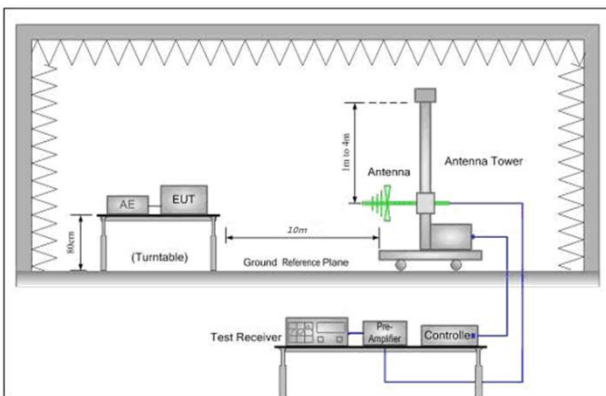 1m to 4m
Antenna
Antenna Tower
AE
EUT
80cm
(Turntable)
10m
Ground Reference Plane
Test Receiver
Pre-
Amplifier
Controller